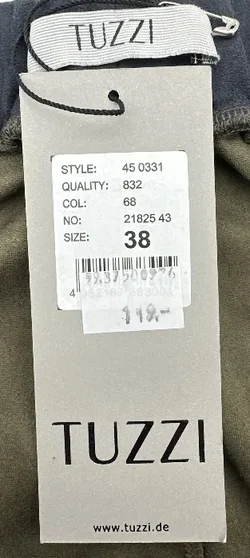 TUZZI
STYLE: 45 0331
QUALITY: 832
COL: 68
NO: 21825 43
SIZE: 38
119,-
TUZZI
www.tuzzi.de